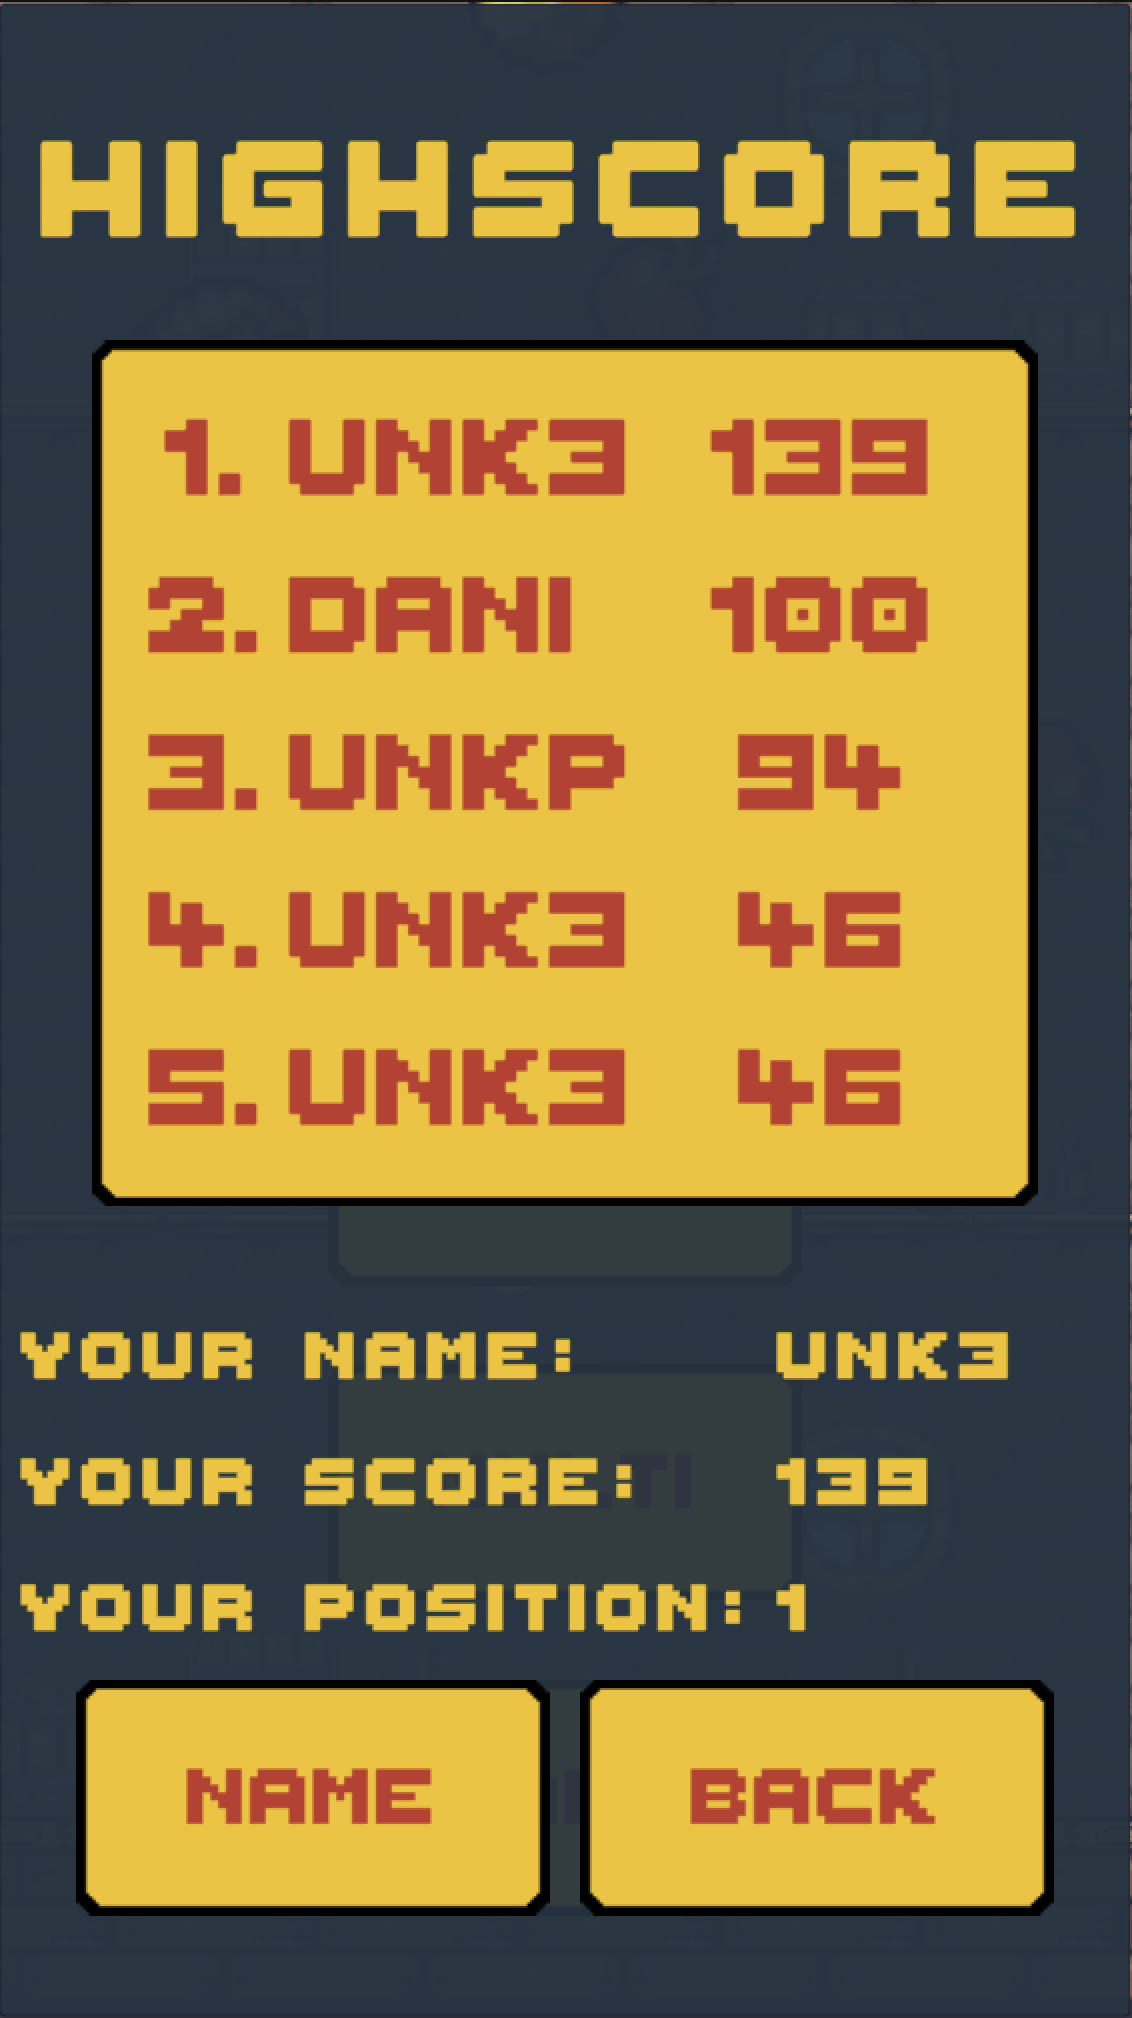 HIGHSCORE
1. UNK3 139
2. DANI 100
3. UNKP 94
4. UNK3 46
5. UNK3 46
YOUR NAME: UNK3
YOUR SCORE: 139
YOUR POSITION: 1
NAME BACK